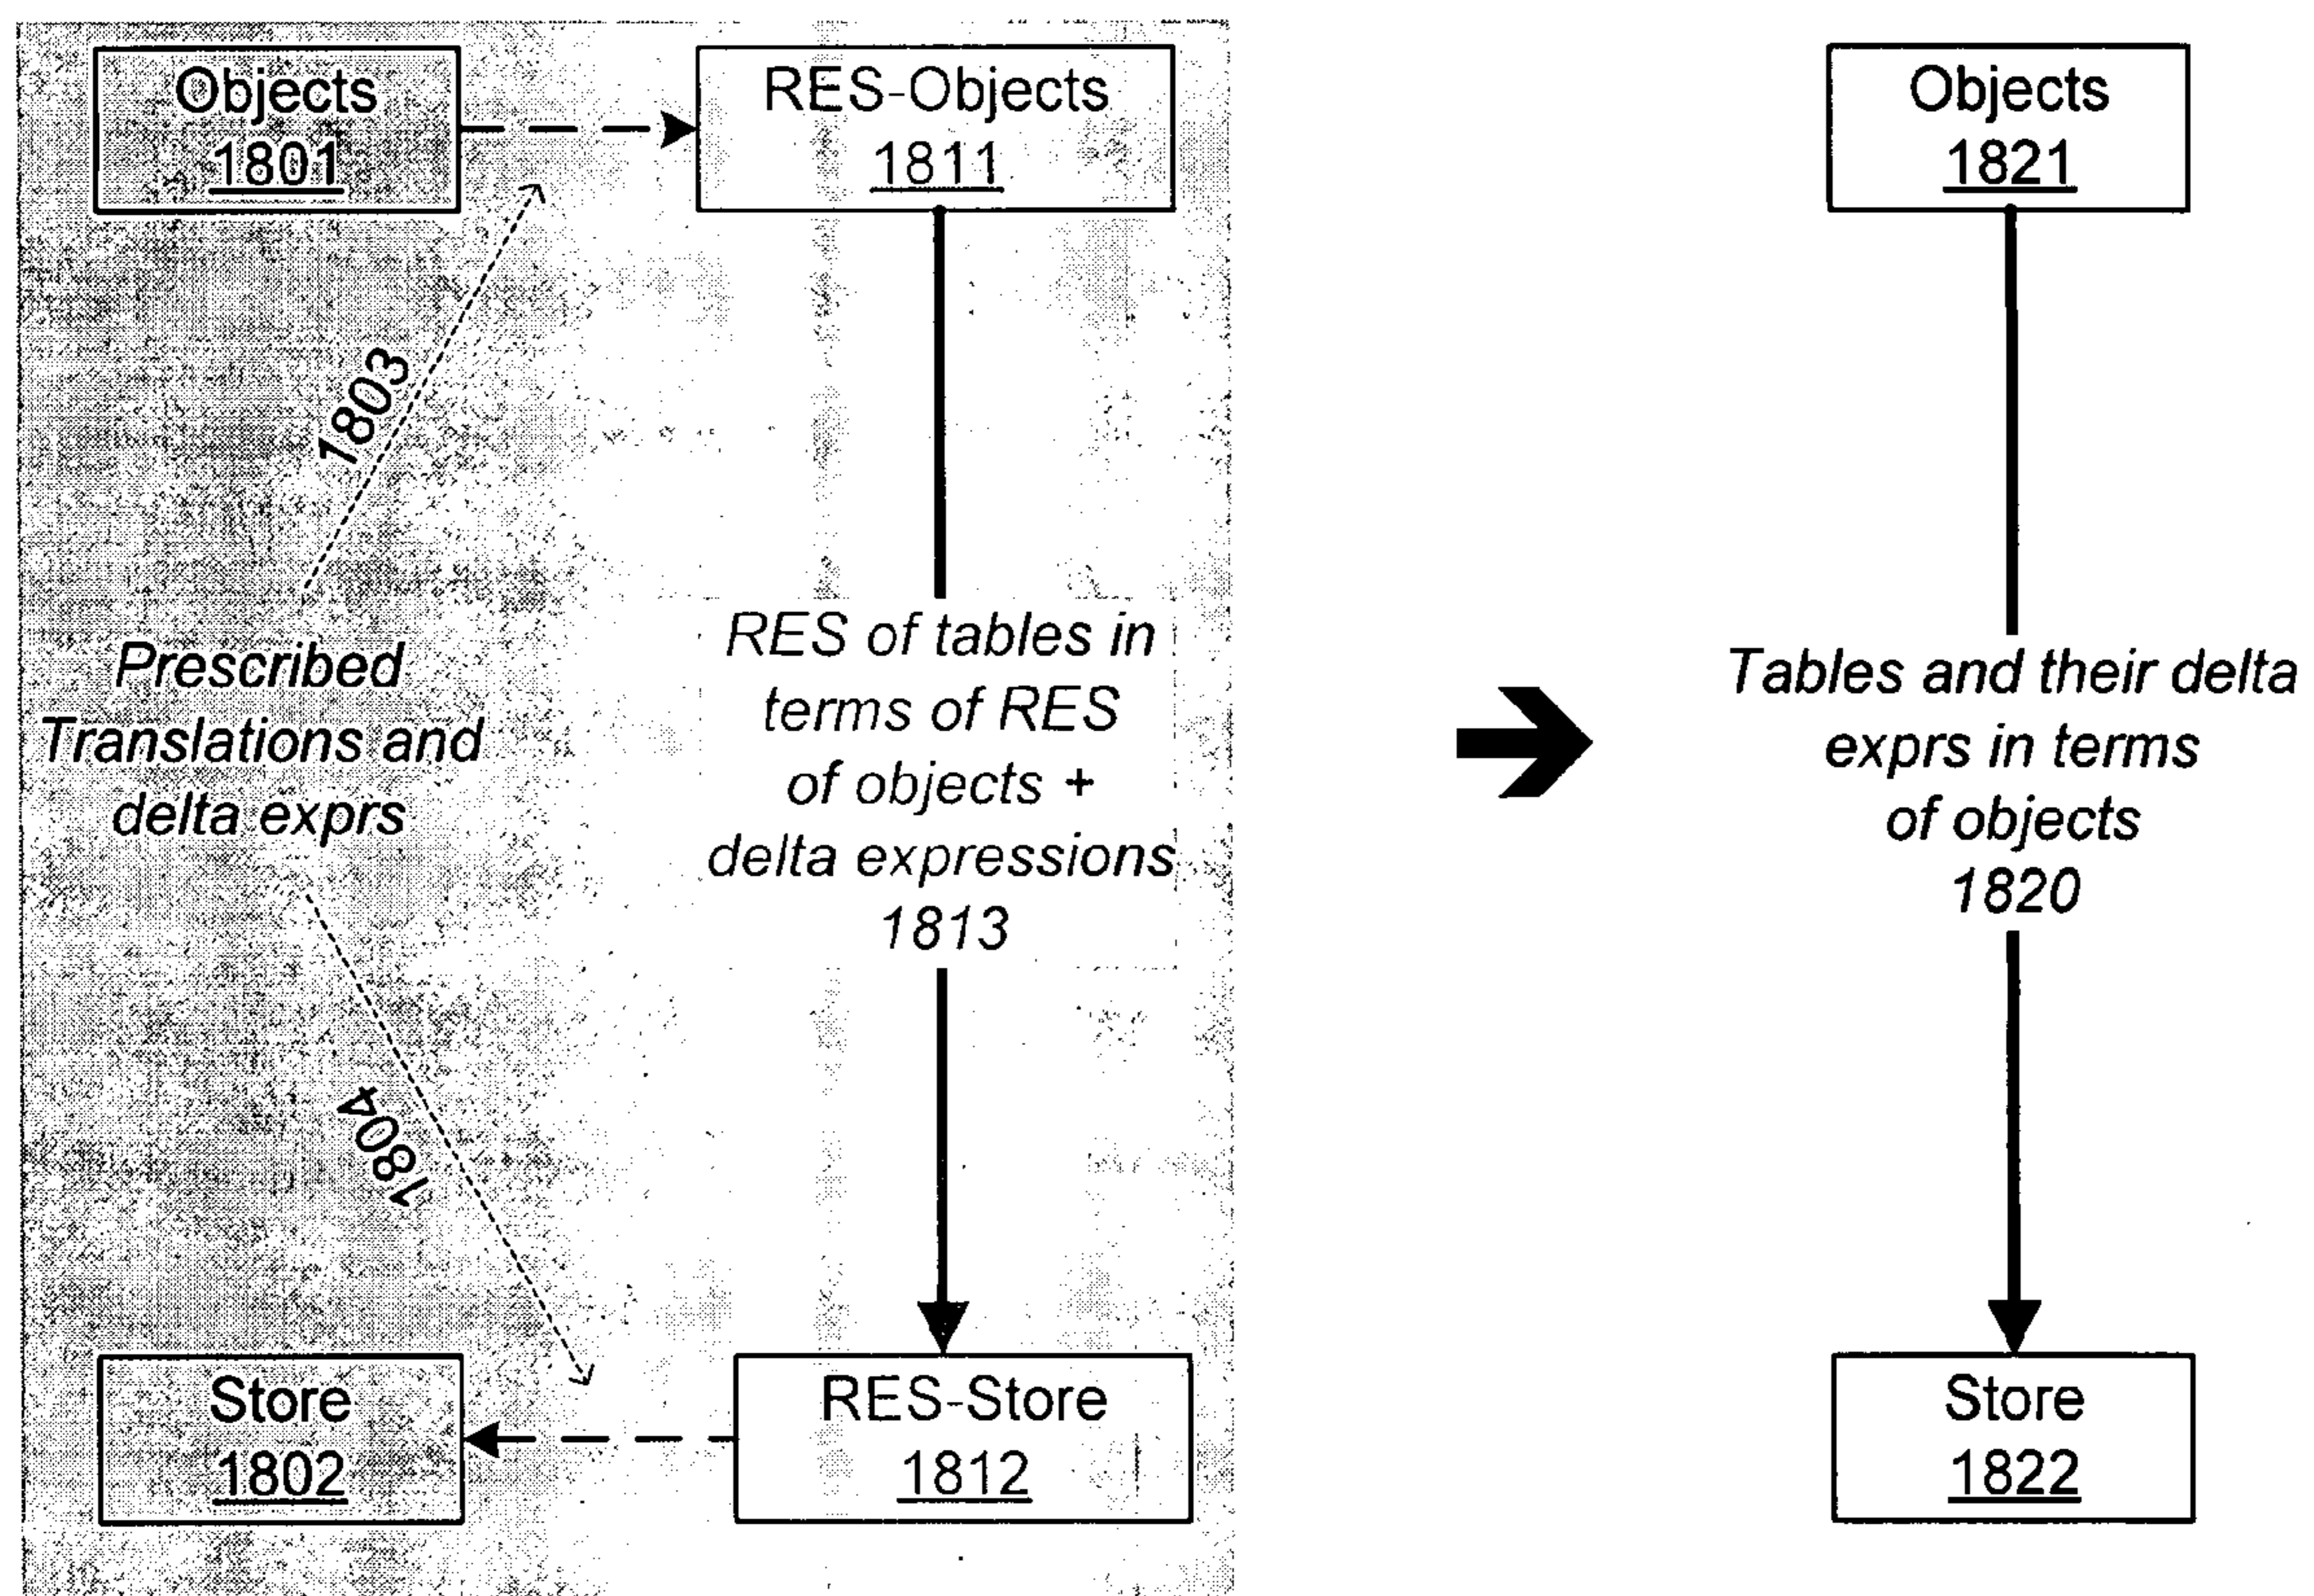 Objects
1801
RES-Objects
1811
Objects
1821
1803
Prescribed
Translations and
delta exprs
RES of tables in
terms of RES
of objects +
delta expressions
1813
Tables and their delta
exprs in terms
of objects
1820
1804
Store
1802
RES-Store
1812
Store
1822